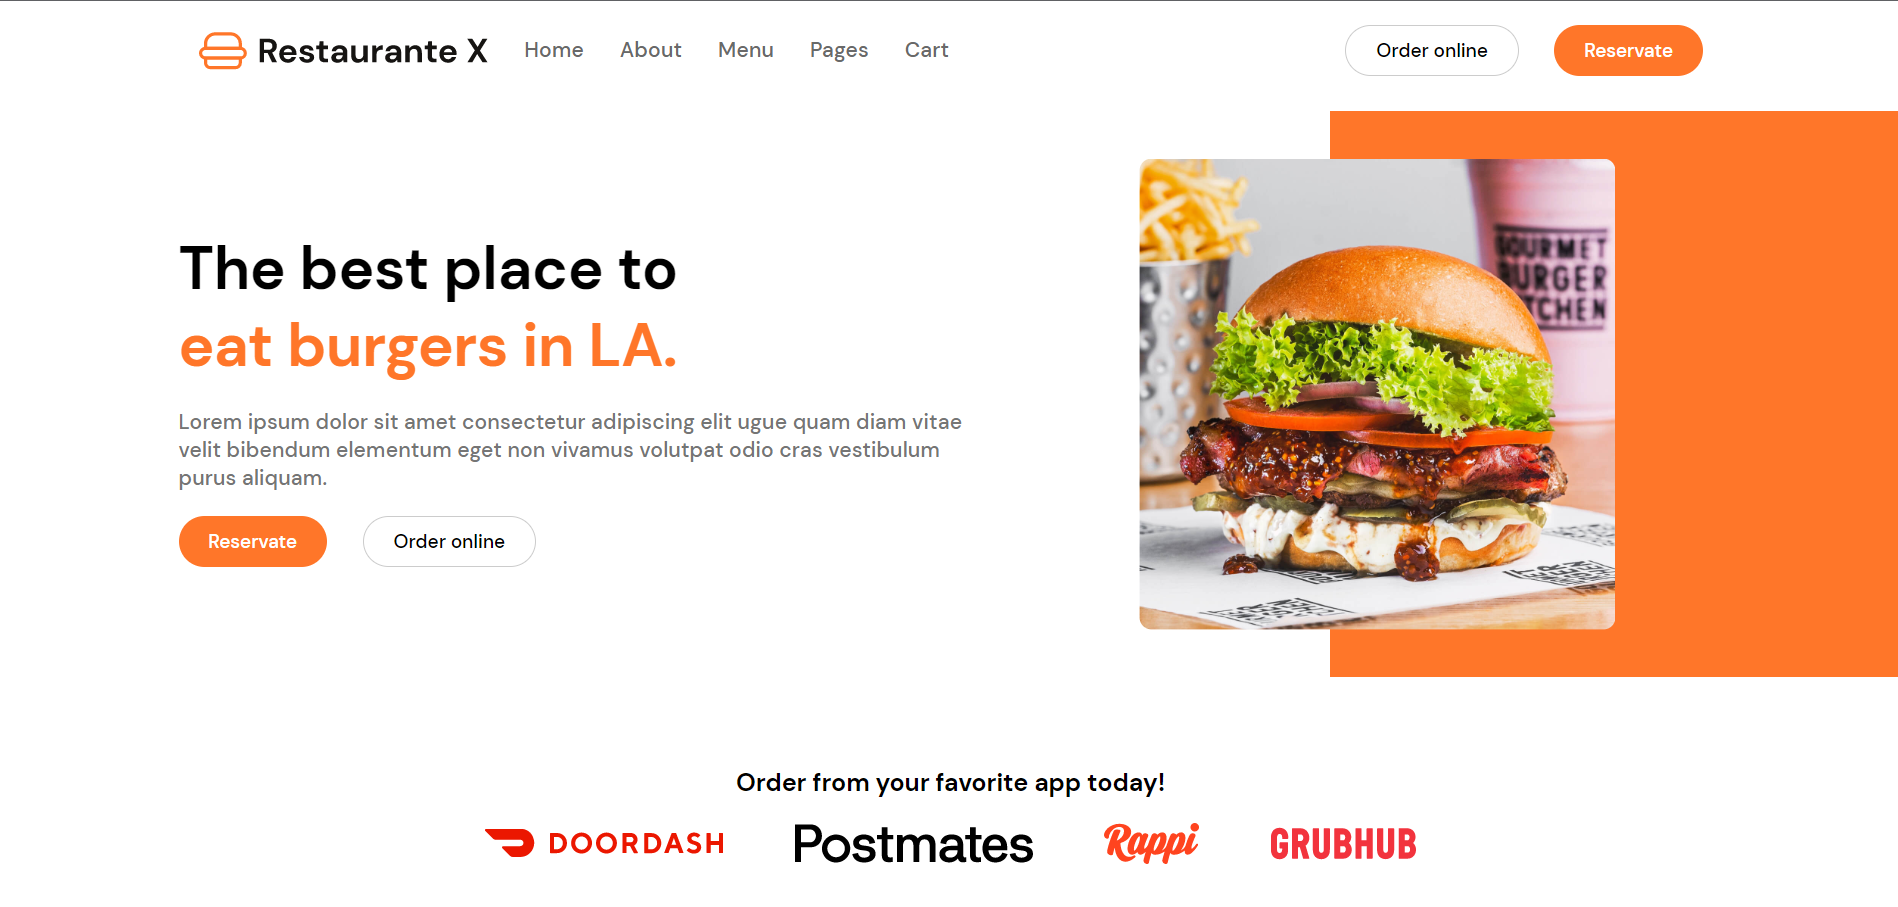 Restaurante X
Home
About
Menu
Pages
Cart
Order online
Reservate
The best place to
eat burgers in LA.
Lorem ipsum dolor sit amet consectetur adipiscing elit ugue quam diam vitae
velit bibendum elementum eget non vivamus volutpat odio cras vestibulum
purus aliquam.
Reservate
Order online
GOURMET
BURGER
TCHEN
Order from your favorite app today!
DOORDASH
Postmates
Rappi
GRUBHUB